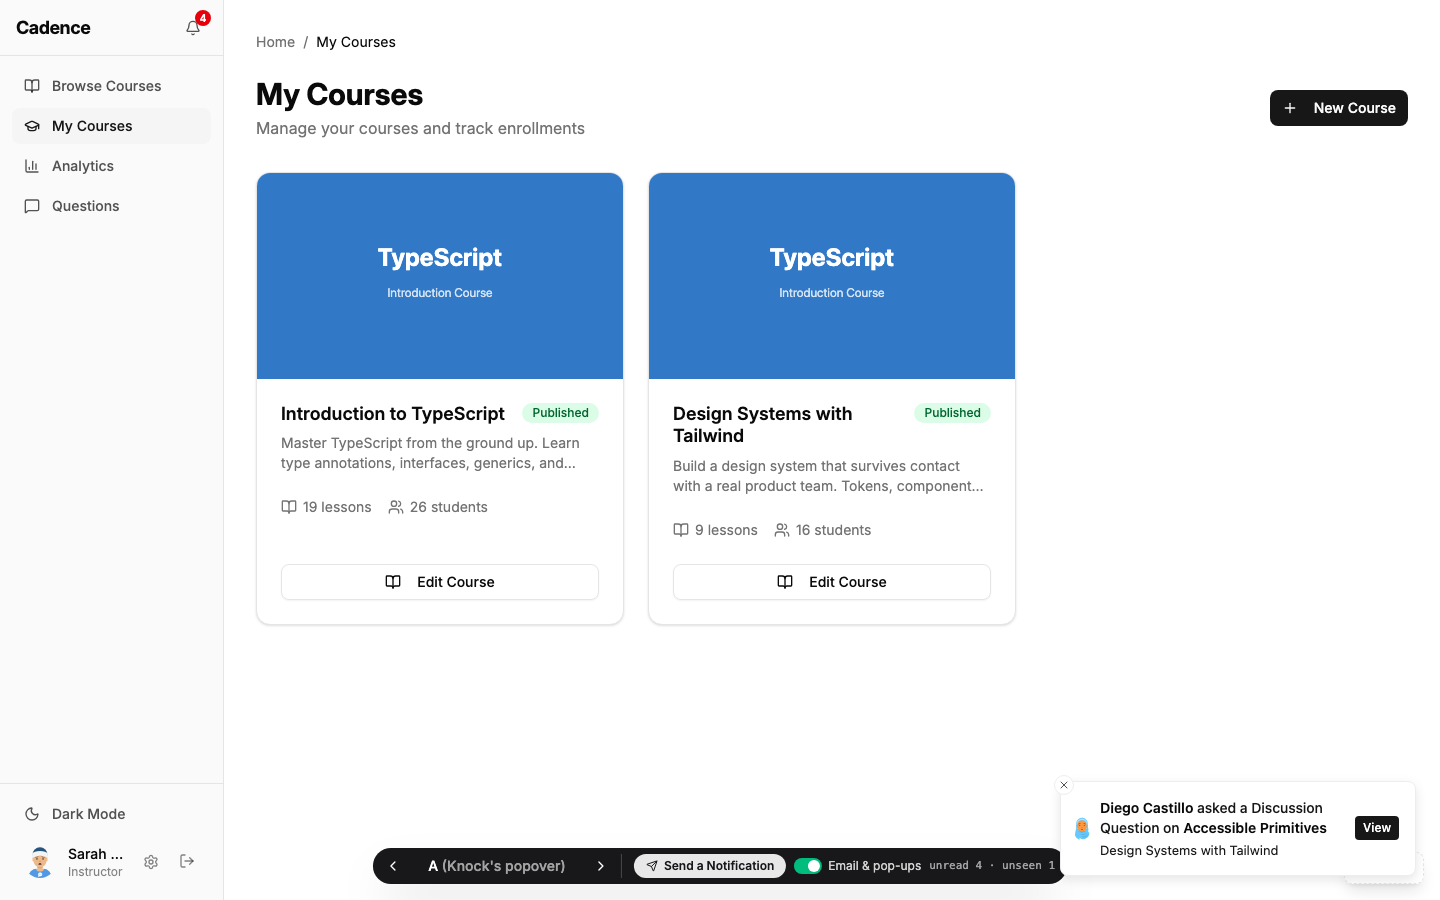 Cadence
4
Browse Courses
My Courses
Analytics
Questions
Dark Mode
Sarah ...
Instructor
Home / My Courses
My Courses
Manage your courses and track enrollments
New Course
TypeScript
Introduction Course
Introduction to TypeScript
Published
Master TypeScript from the ground up. Learn
type annotations, interfaces, generics, and...
19 lessons
26 students
Edit Course
TypeScript
Introduction Course
Design Systems with
Tailwind
Published
Build a design system that survives contact
with a real product team. Tokens, component...
9 lessons
16 students
Edit Course
A (Knock's popover)
Send a Notification
Email & pop-ups
unread 4 · unseen 1
Diego Castillo asked a Discussion
Question on Accessible Primitives
Design Systems with Tailwind
View